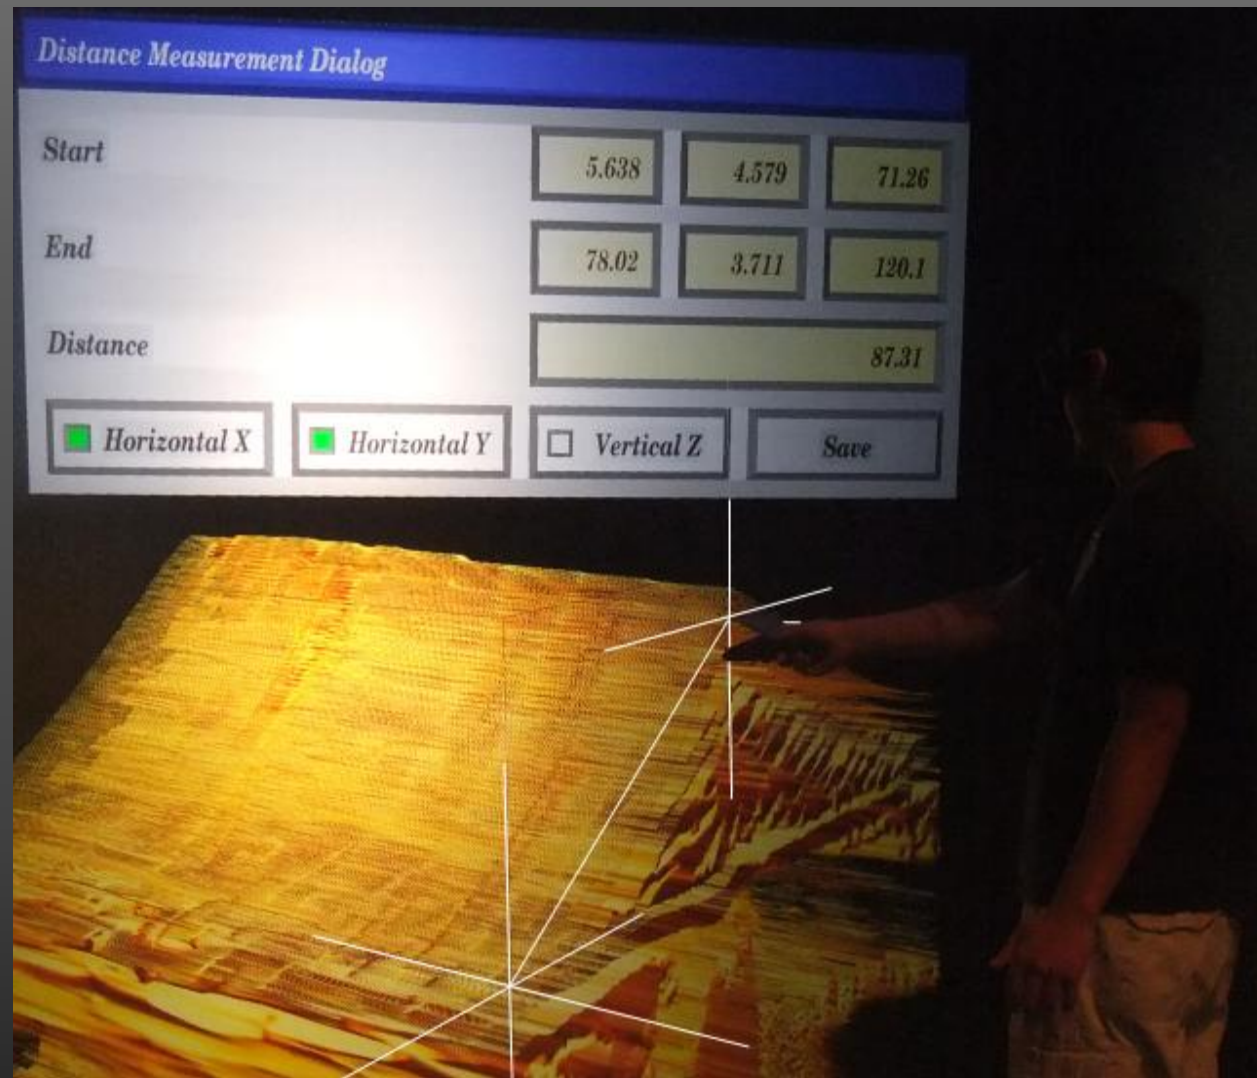 Distance Measurement Dialog
Start 5.638 4.579 71.26
End 78.02 3.711 120.1
Distance 87.31
Horizontal X Horizontal Y Vertical Z Save